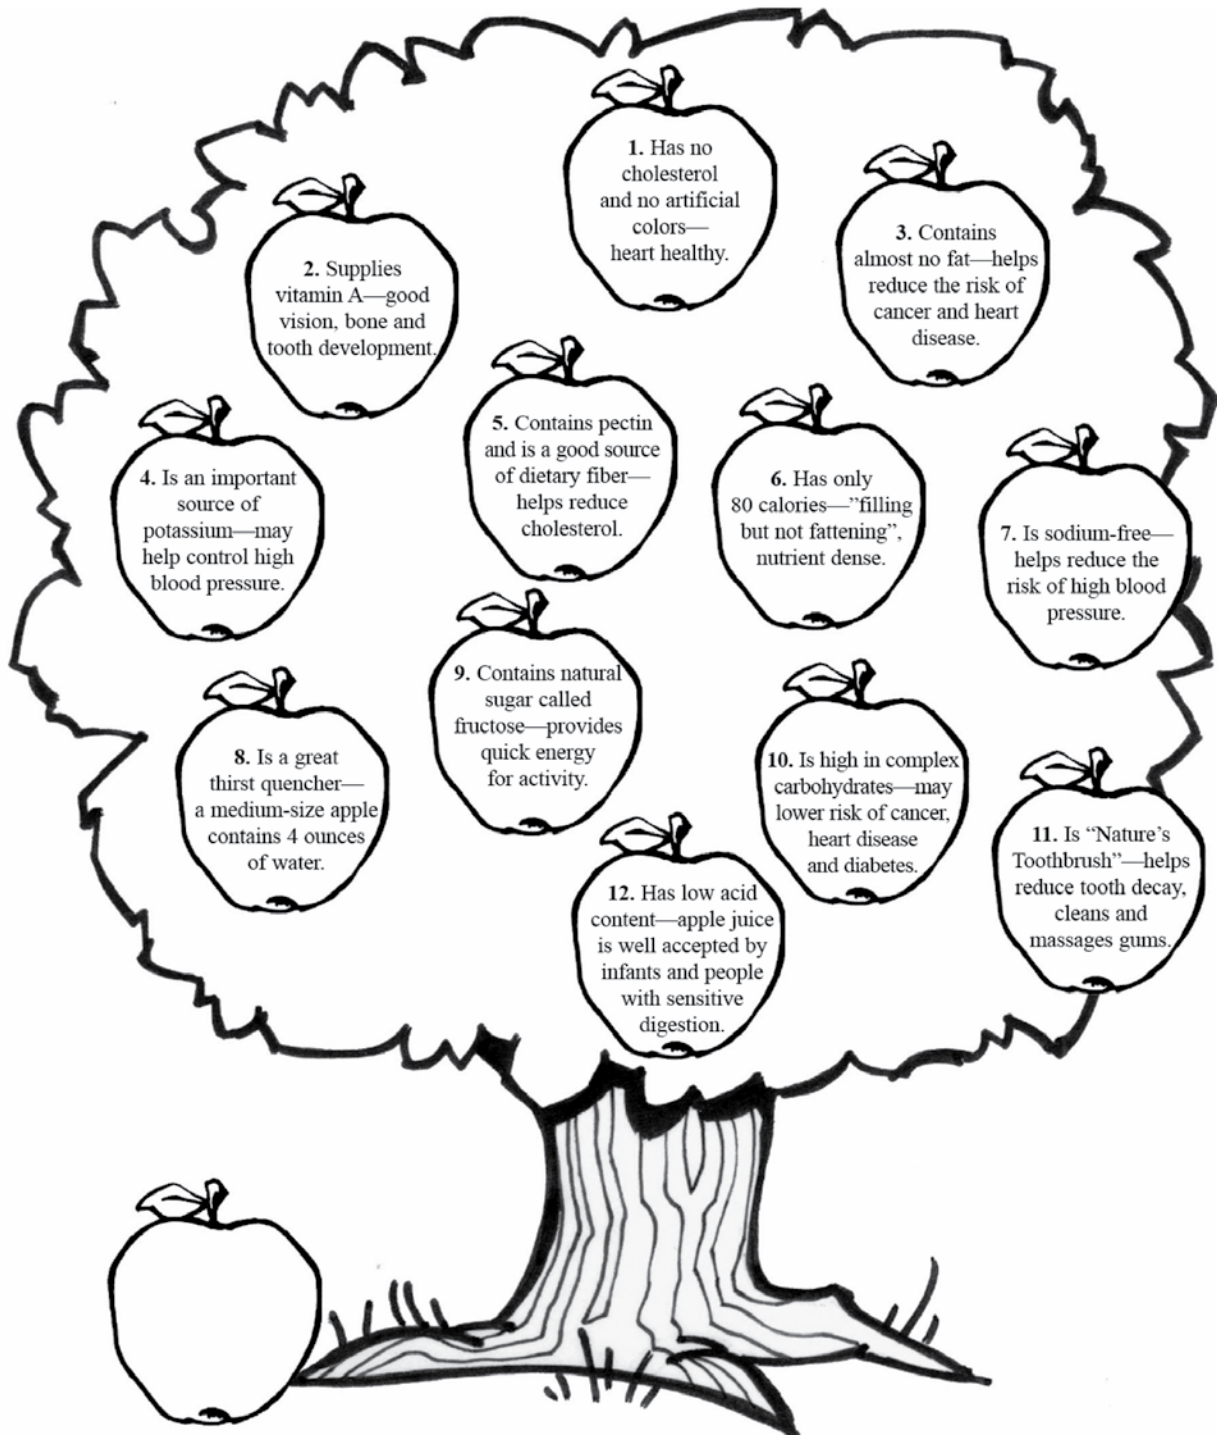 1. Has no
cholesterol
and no artificial
colors—
heart healthy.
2. Supplies
vitamin A—good
vision, bone and
tooth development.
3. Contains
almost no fat—helps
reduce the risk of
cancer and heart
disease.
4. Is an important
source of
potassium—may
help control high
blood pressure.
5. Contains pectin
and is a good source
of dietary fiber—
helps reduce
cholesterol.
6. Has only
80 calories—”filling
but not fattening”,
nutrient dense.
7. Is sodium-free—
helps reduce the
risk of high blood
pressure.
8. Is a great
thirst quencher—
a medium-size apple
contains 4 ounces
of water.
9. Contains natural
sugar called
fructose—provides
quick energy
for activity.
10. Is high in complex
carbohydrates—may
lower risk of cancer,
heart disease
and diabetes.
11. Is “Nature’s
Toothbrush”—helps
reduce tooth decay,
cleans and
massages gums.
12. Has low acid
content—apple juice
is well accepted by
infants and people
with sensitive
digestion.